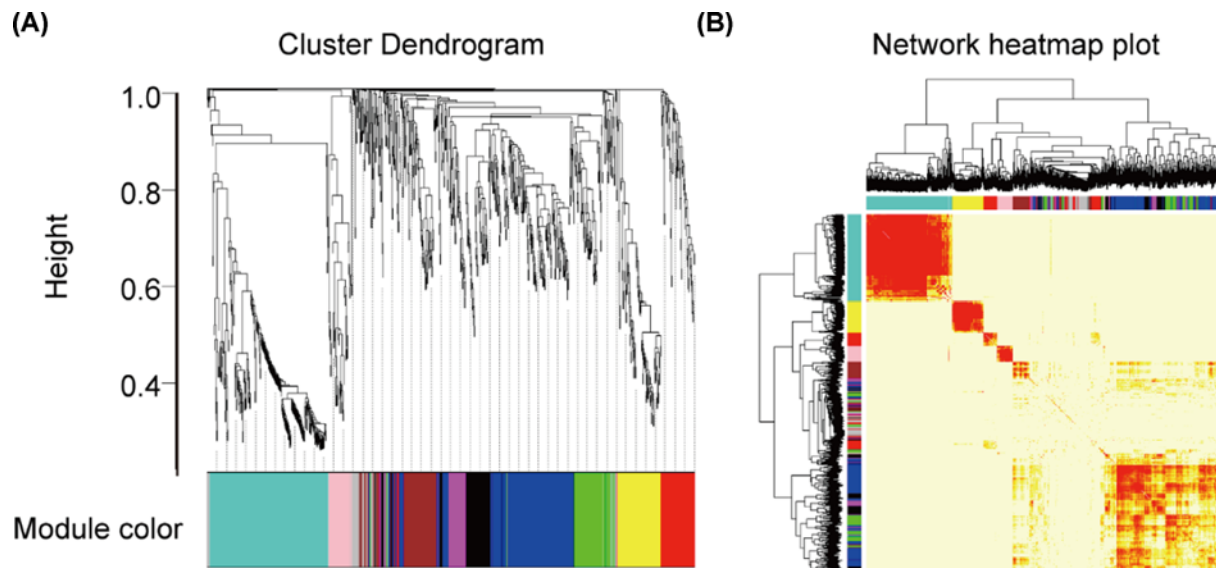 (A)
Cluster Dendrogram
1.0
0.8
0.6
0.4
Height
Module color
(B)
Network heatmap plot